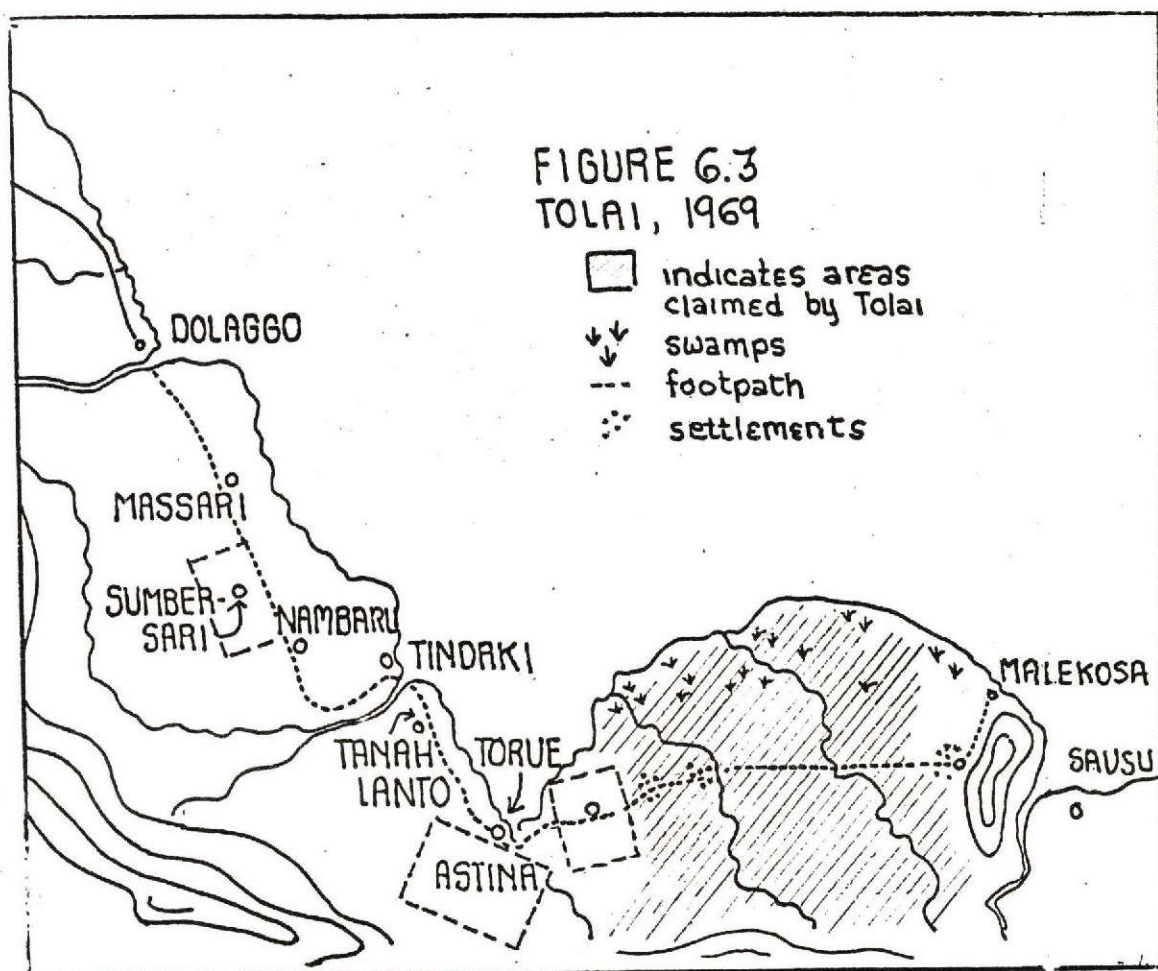 FIGURE 6.3
TOLAI, 1969
indicates areas
claimed by Tolai
swamps
footpath
settlements
DOLAGGO
MASSARI
SUMBER-
SARI
NAMBARU
TINDAKI
TANAH
LANTO
TORUE
ASTINA
MALEKOSA
SAUSU